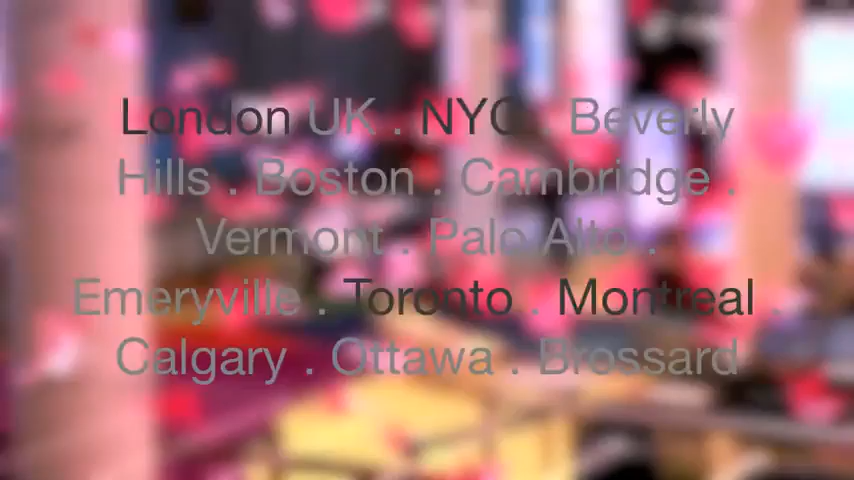 London UK . NYC . Beverly
Hills . Boston . Cambridge .
Vermont . Palo Alto .
Emeryville . Toronto . Montreal .
Calgary . Ottawa . Brossard